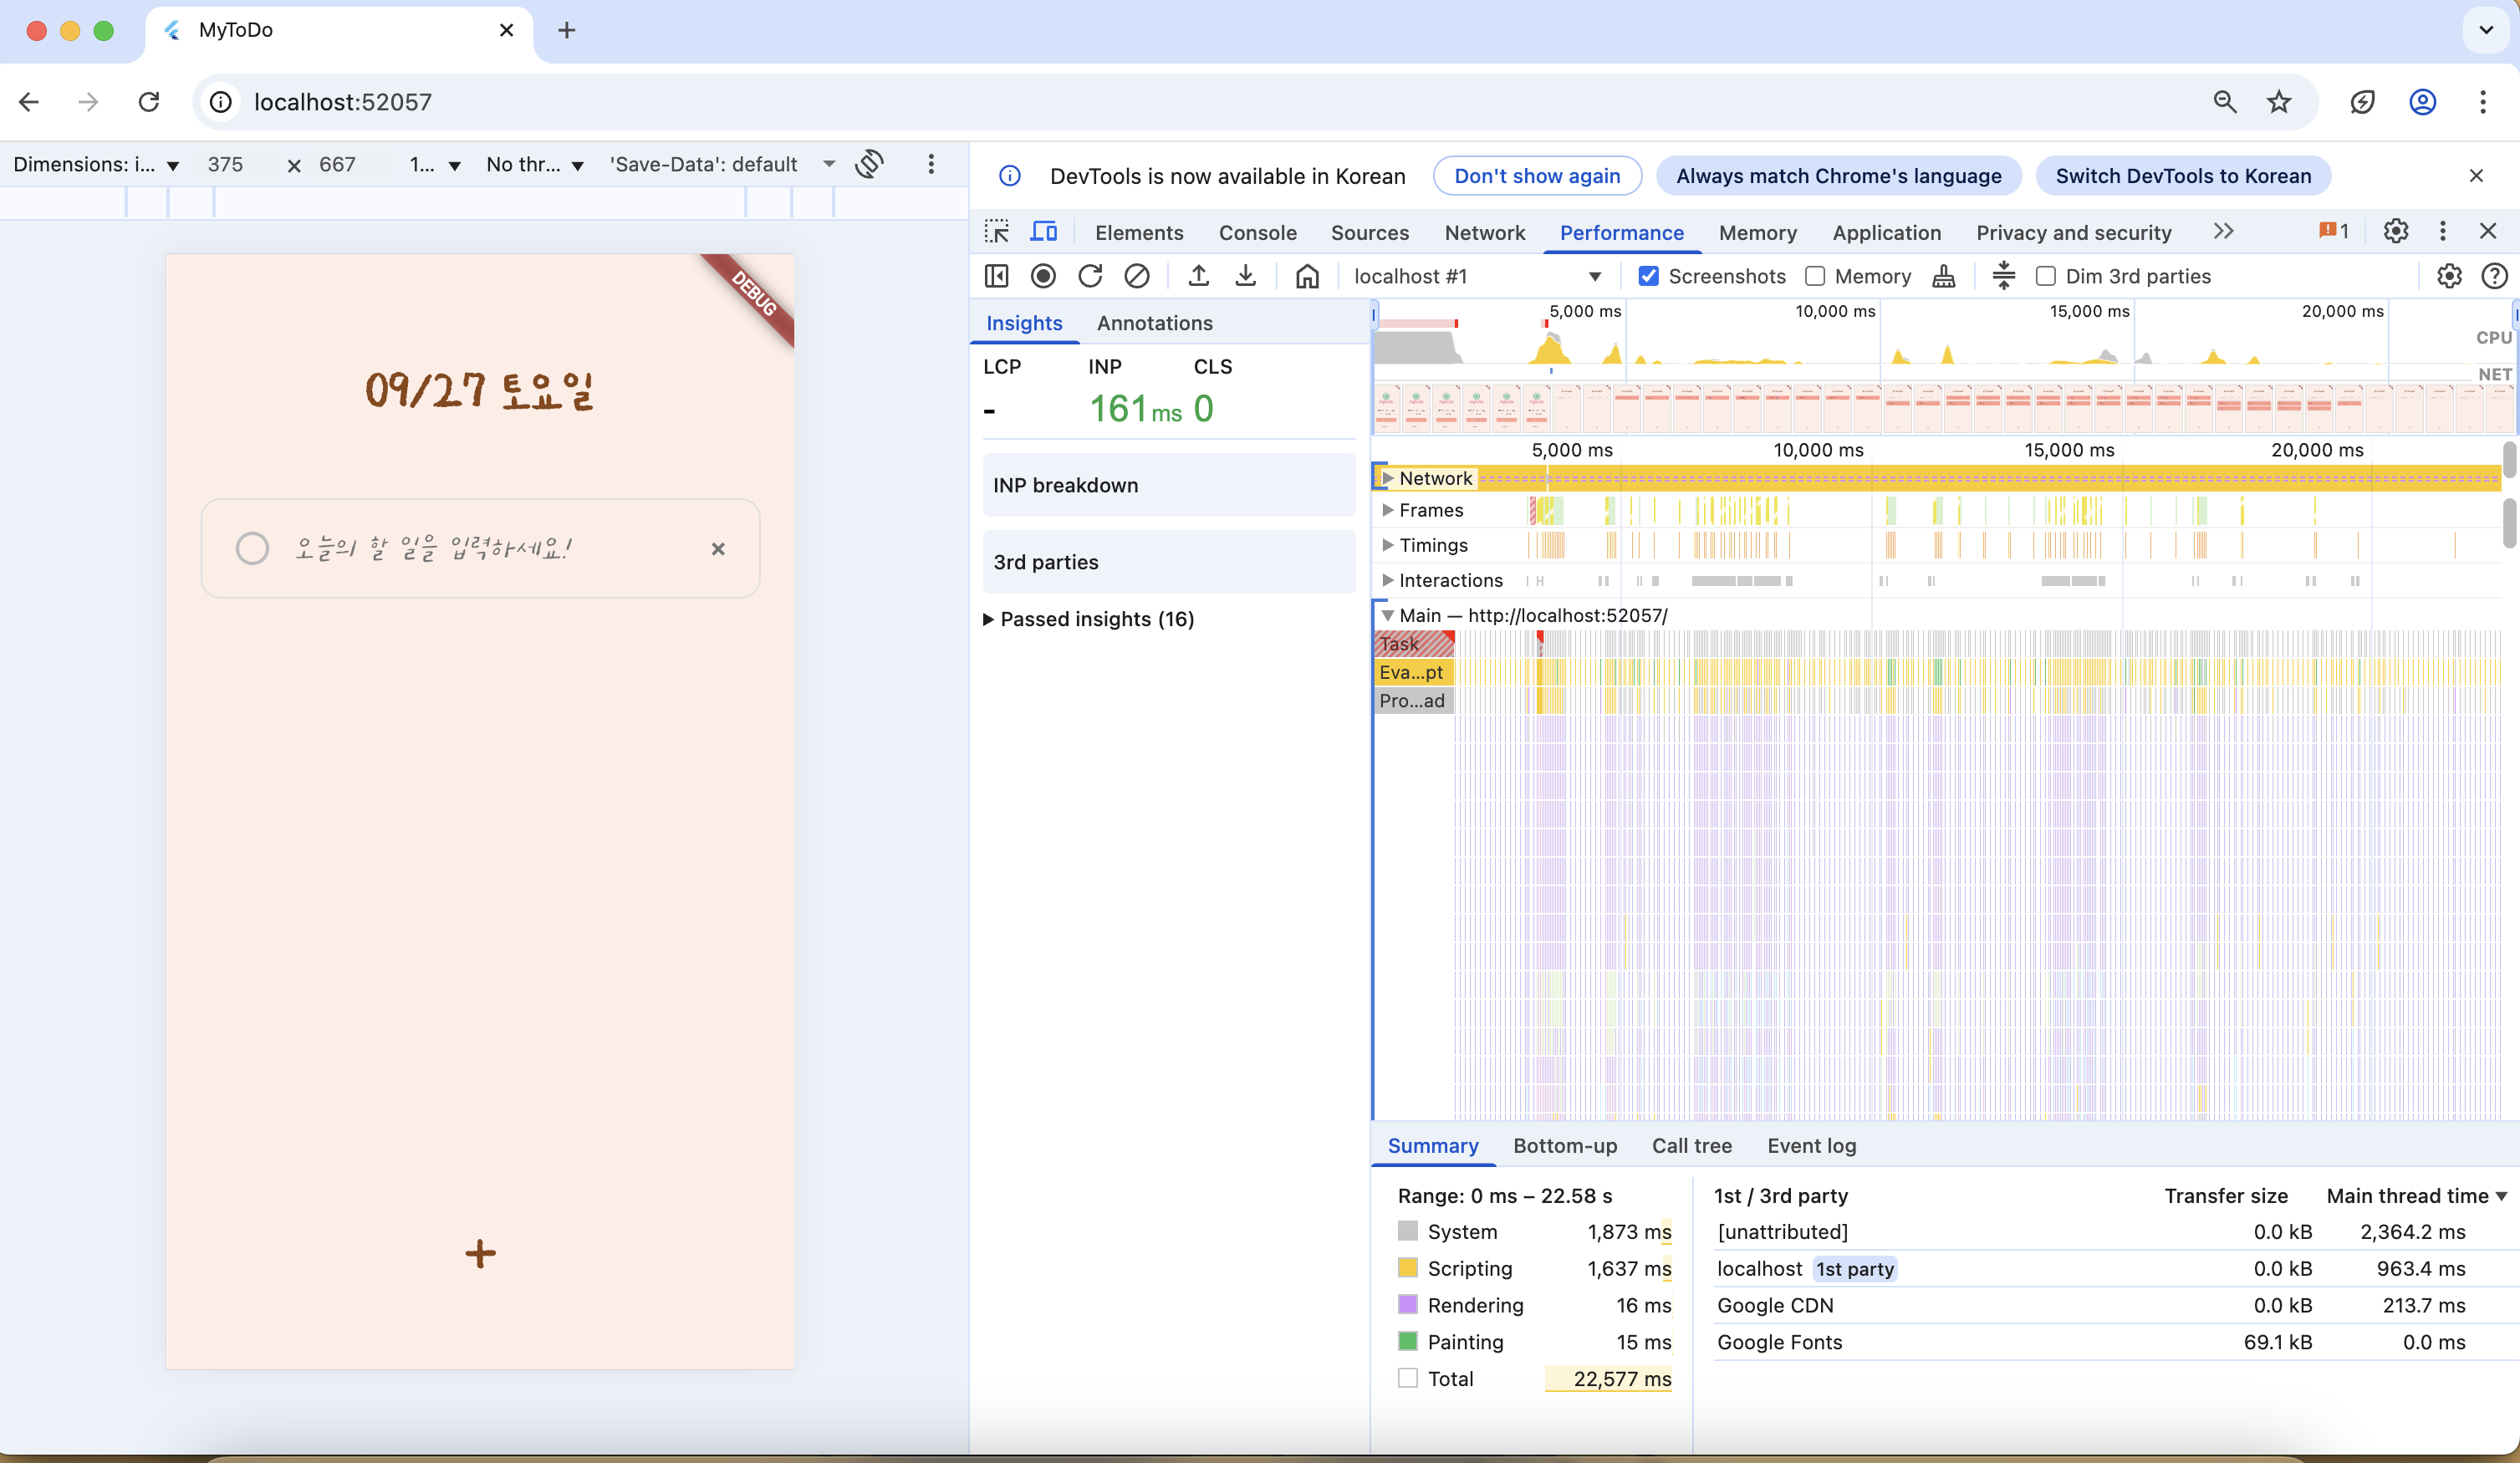 MyToDo
localhost:52057
Dimensions: i... 375 × 667 1... No thr... 'Save-Data': default
DEBUG
09/27 토요일
오늘의 할 일을 입력하세요!
+
DevTools is now available in Korean Don't show again Always match Chrome's language Switch DevTools to Korean
Elements Console Sources Network Performance Memory Application Privacy and security 1
localhost #1 Screenshots Memory Dim 3rd parties
Insights Annotations
LCP INP CLS
- 161 ms 0
INP breakdown
3rd parties
Passed insights (16)
5,000 ms 10,000 ms 15,000 ms 20,000 ms
CPU
NET
5,000 ms 10,000 ms 15,000 ms 20,000 ms
Network
Frames
Timings
Interactions
Main — http://localhost:52057/
Task
Eva...pt
Pro...ad
Summary Bottom-up Call tree Event log
Range: 0 ms – 22.58 s
System 1,873 ms
Scripting 1,637 ms
Rendering 16 ms
Painting 15 ms
Total 22,577 ms
1st / 3rd party Transfer size Main thread time
[unattributed] 0.0 kB 2,364.2 ms
localhost 1st party 0.0 kB 963.4 ms
Google CDN 0.0 kB 213.7 ms
Google Fonts 69.1 kB 0.0 ms